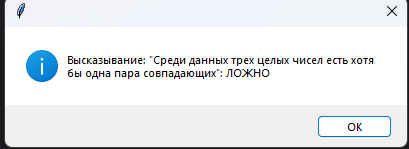 Высказывание: "Среди данных трех целых чисел есть хотя
бы одна пара совпадающих": ЛОЖНО
OK